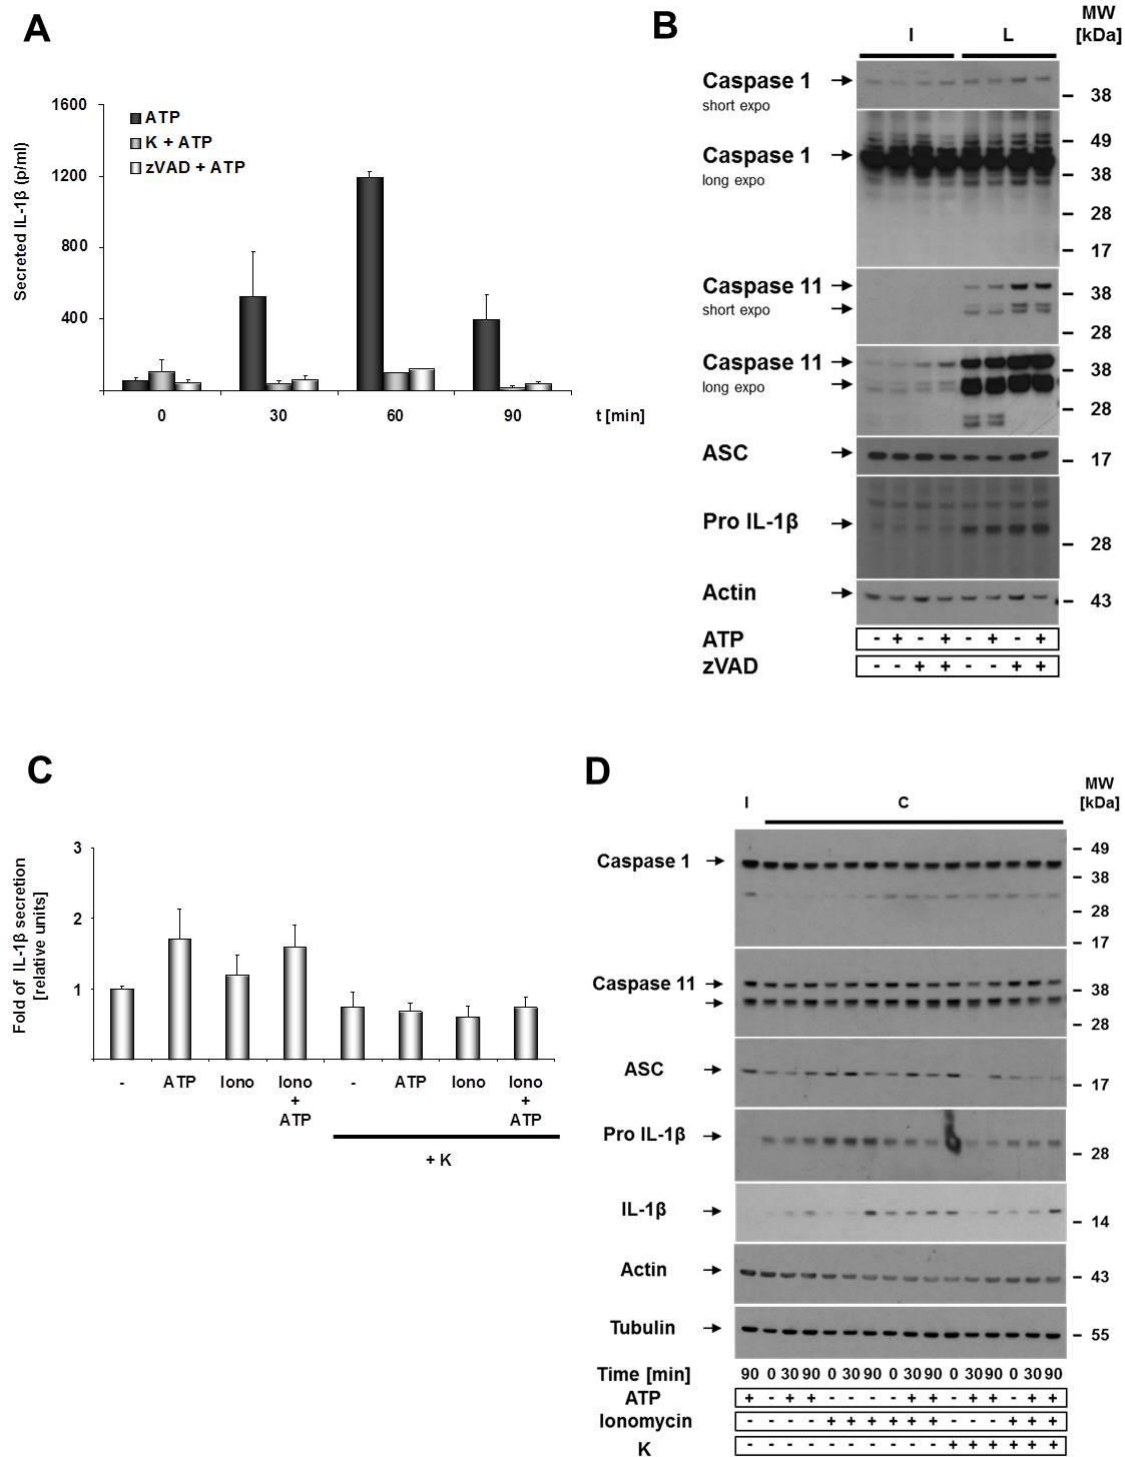 A
Secreted IL-1β (p/ml)
1600
1200
800
400
ATP
K + ATP
zVAD + ATP
0 30 60 90 t [min]
B
MW
[kDa]
I L
Caspase 1
short expo
38
Caspase 1
long expo
49
38
28
17
Caspase 11
short expo
38
28
Caspase 11
long expo
38
28
ASC
17
Pro IL-1β
28
Actin
43
ATP - + - + - + - +
zVAD - - + + - - + +
C
Fold of IL-1β secretion
[relative units]
3
2
1
- ATP Iono Iono + ATP - ATP Iono Iono + ATP
+ K
D
MW
[kDa]
I C
Caspase 1
49
38
28
17
Caspase 11
38
28
ASC
17
Pro IL-1β
28
IL-1β
14
Actin
43
Tubulin
55
Time [min] 90 0 30 90 0 30 90 0 30 90 0 30 90 0 30 90
ATP + - + + - - - - + + - + + - + +
Ionomycin - - - - + + + + + + - - - + + +
K - - - - - - - - - - + + + + + +